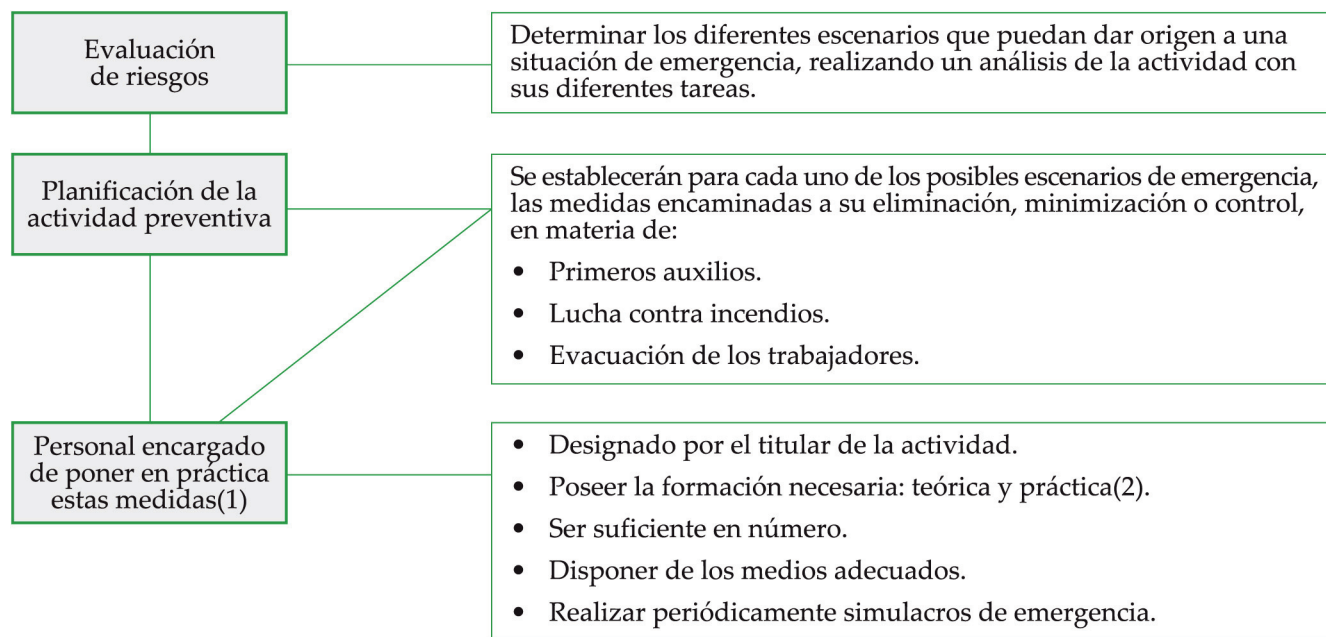 Evaluación
de riesgos
Determinar los diferentes escenarios que puedan dar origen a una
situación de emergencia, realizando un análisis de la actividad con
sus diferentes tareas.
Planificación de la
actividad preventiva
Se establecerán para cada uno de los posibles escenarios de emergencia,
las medidas encaminadas a su eliminación, minimización o control,
en materia de:
• Primeros auxilios.
• Lucha contra incendios.
• Evacuación de los trabajadores.
Personal encargado
de poner en práctica
estas medidas(1)
• Designado por el titular de la actividad.
• Poseer la formación necesaria: teórica y práctica(2).
• Ser suficiente en número.
• Disponer de los medios adecuados.
• Realizar periódicamente simulacros de emergencia.